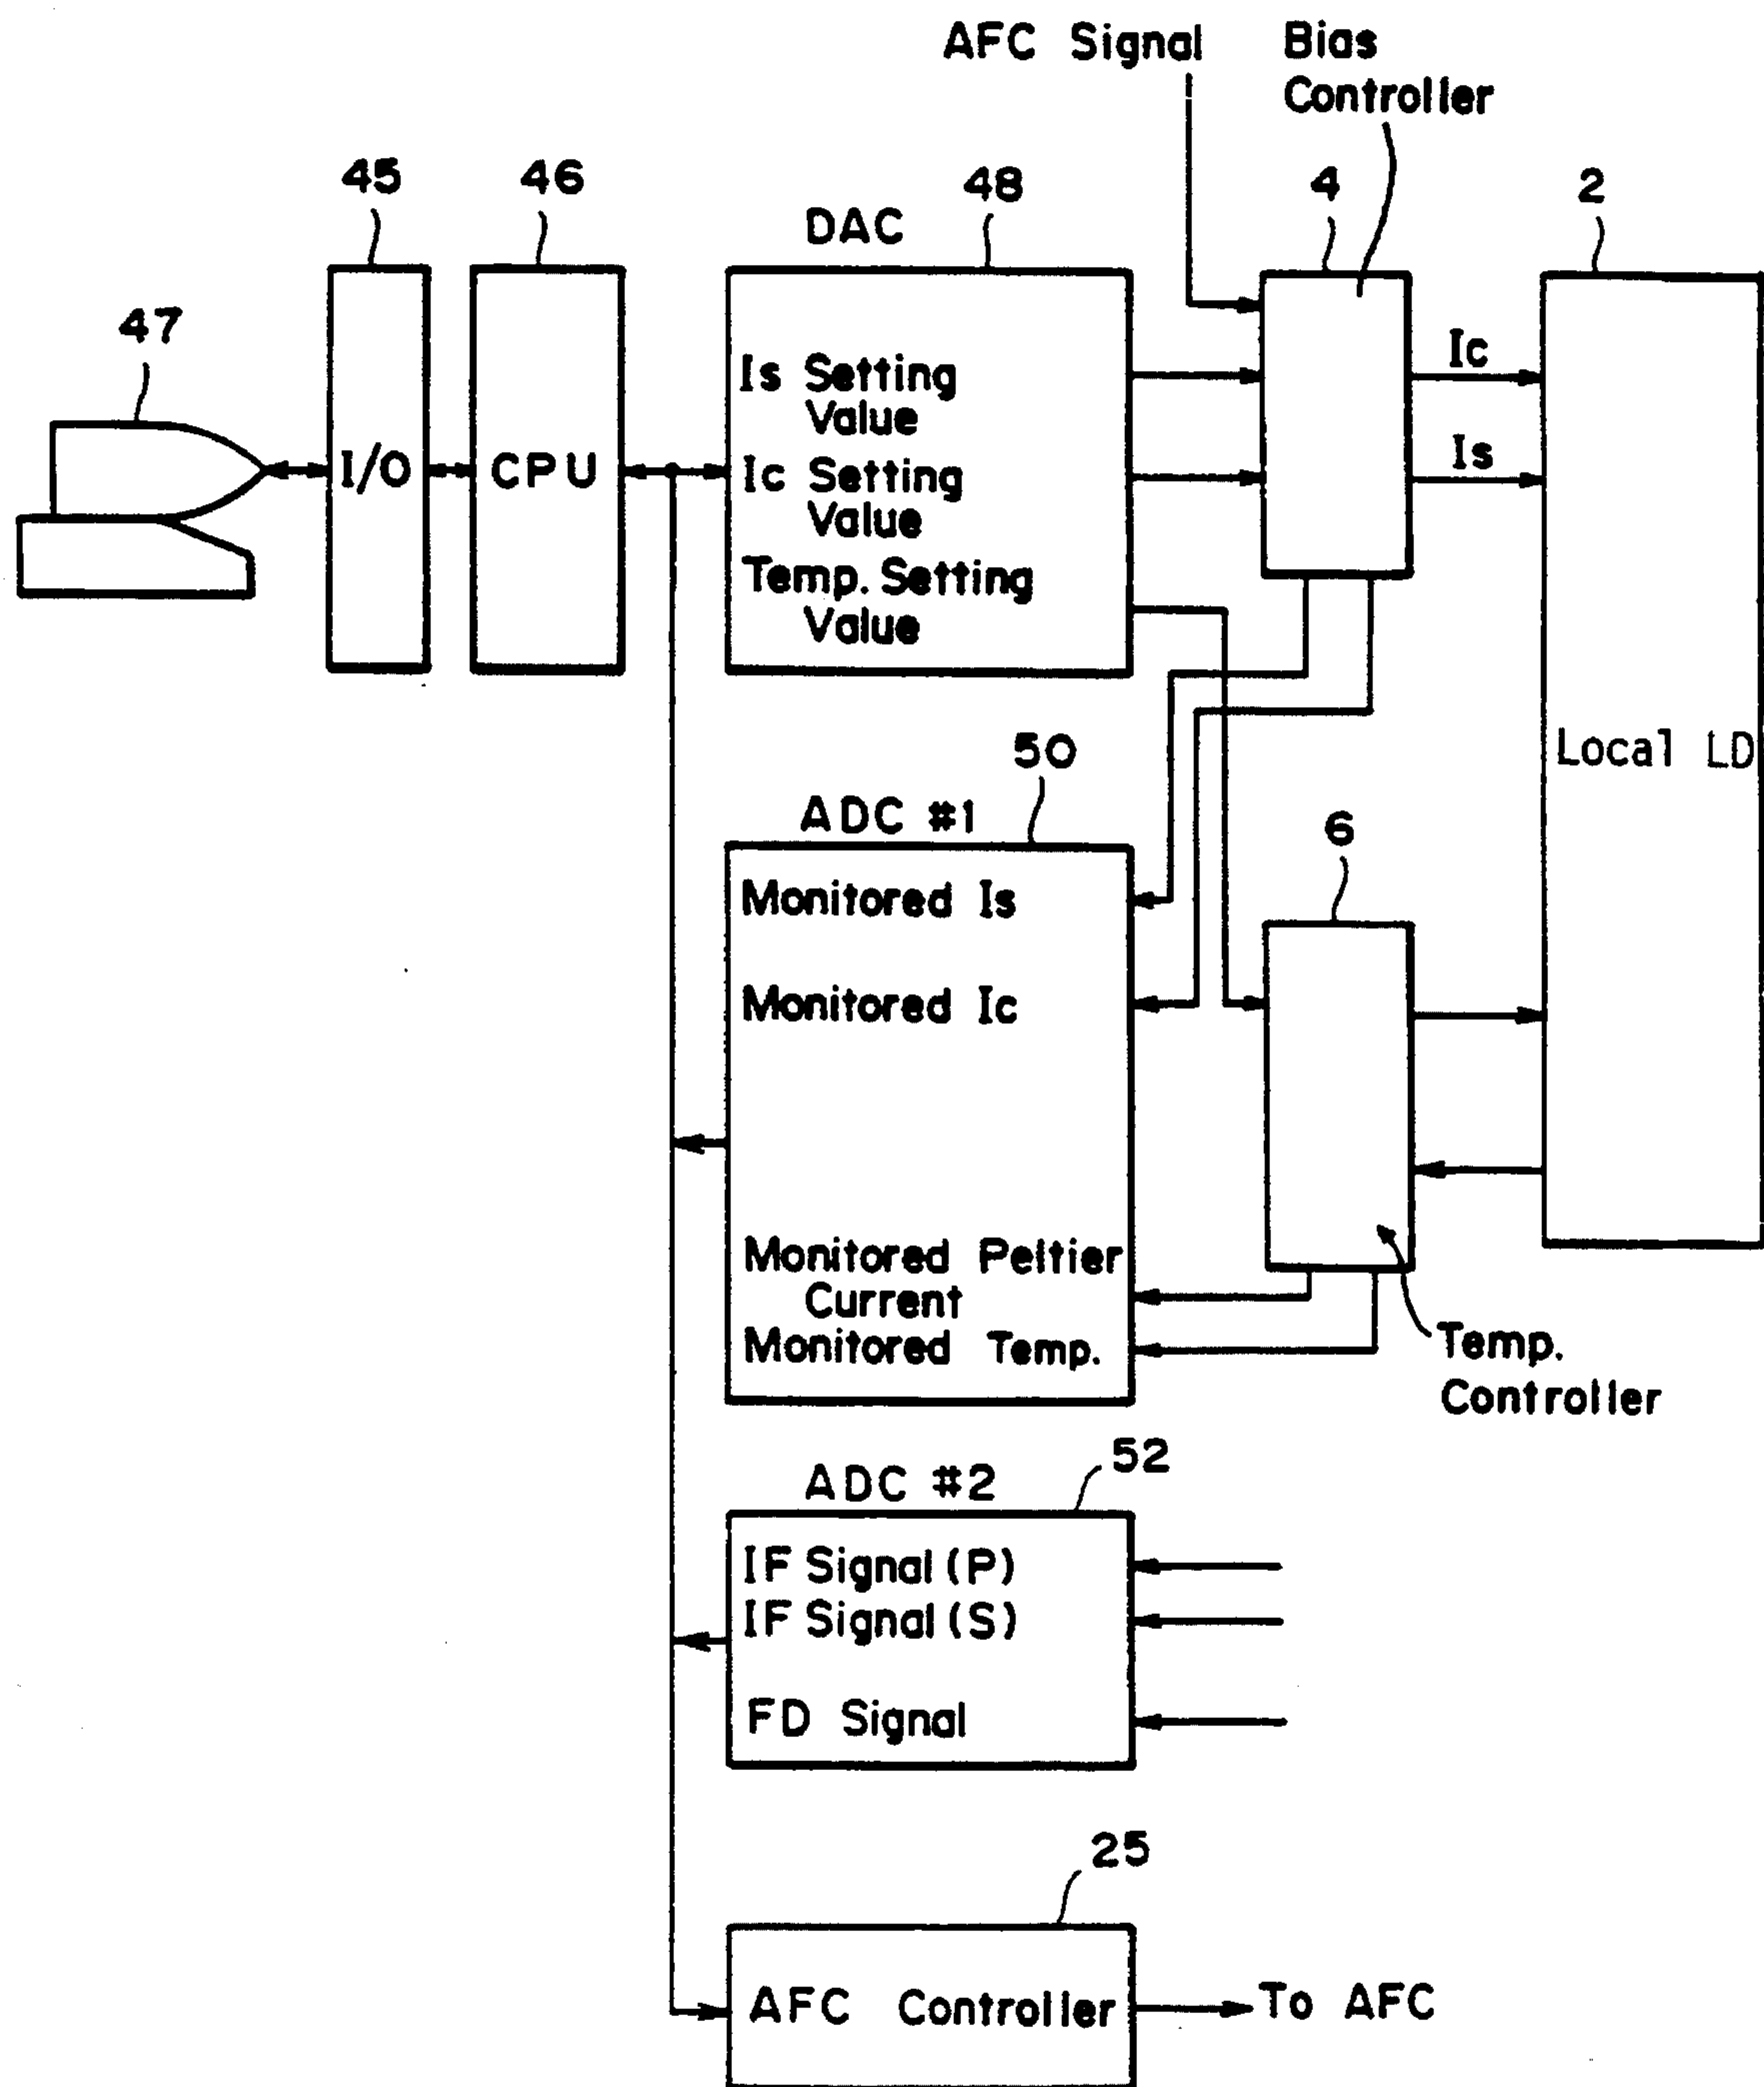 AFC Signal
Bias
Controller
45
46
48
4
2
DAC
47
Is Setting
Value
Ic
I/O
CPU
Ic Setting
Value
Is
Temp. Setting
Value
50
Local LD
ADC #1
6
Monitored Is
Monitored Ic
Monitored Peltier
Current
Monitored Temp.
Temp.
Controller
52
ADC #2
IF Signal (P)
IF Signal (S)
FD Signal
25
AFC Controller
To AFC